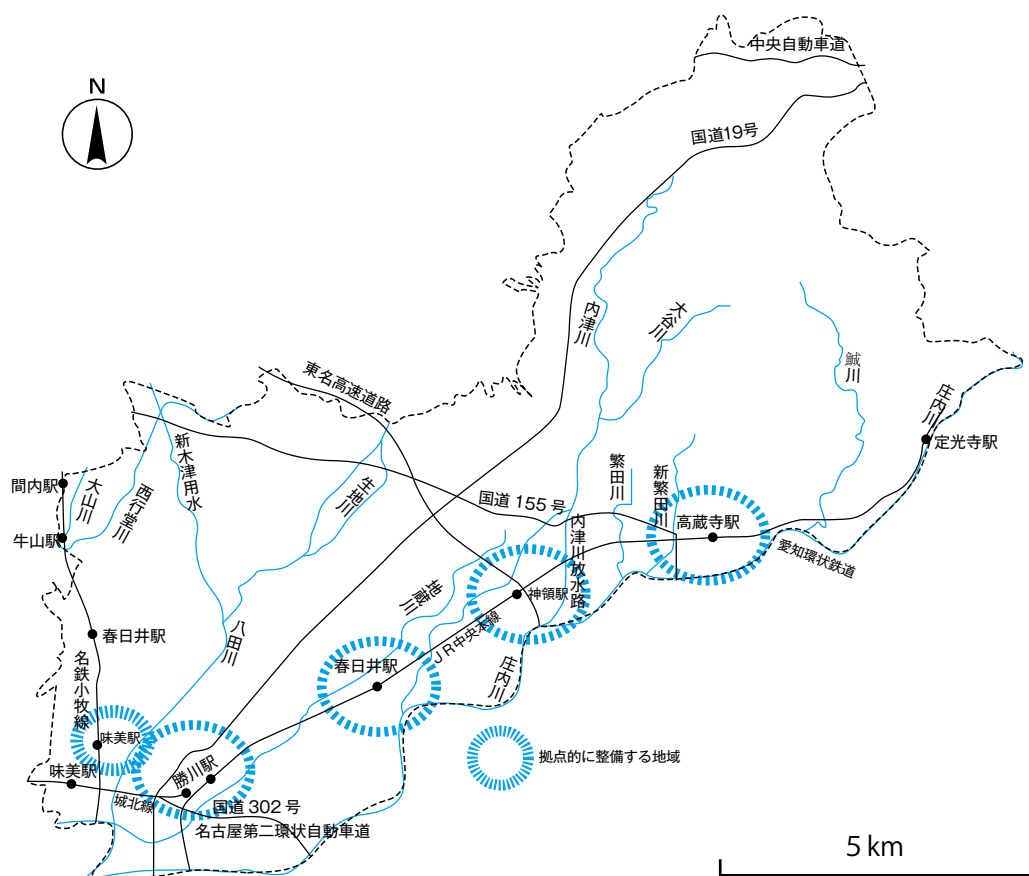 中央自動車道
N
国道19号
内津川
大谷川
鰄川
東名高速道路
庄内川
定光寺駅
新木津用水
生地川
間内駅
大山川
西行堂川
繁田川
新繁田川
国道 155 号
内津川放水路
高蔵寺駅
牛山駅
愛知環状鉄道
地蔵川
神領駅
八田川
春日井駅
JR中央本線
庄内川
春日井駅
名鉄小牧線
味美駅
拠点的に整備する地域
味美駅
勝川駅
城北線
国道 302 号
名古屋第二環状自動車道
5 km